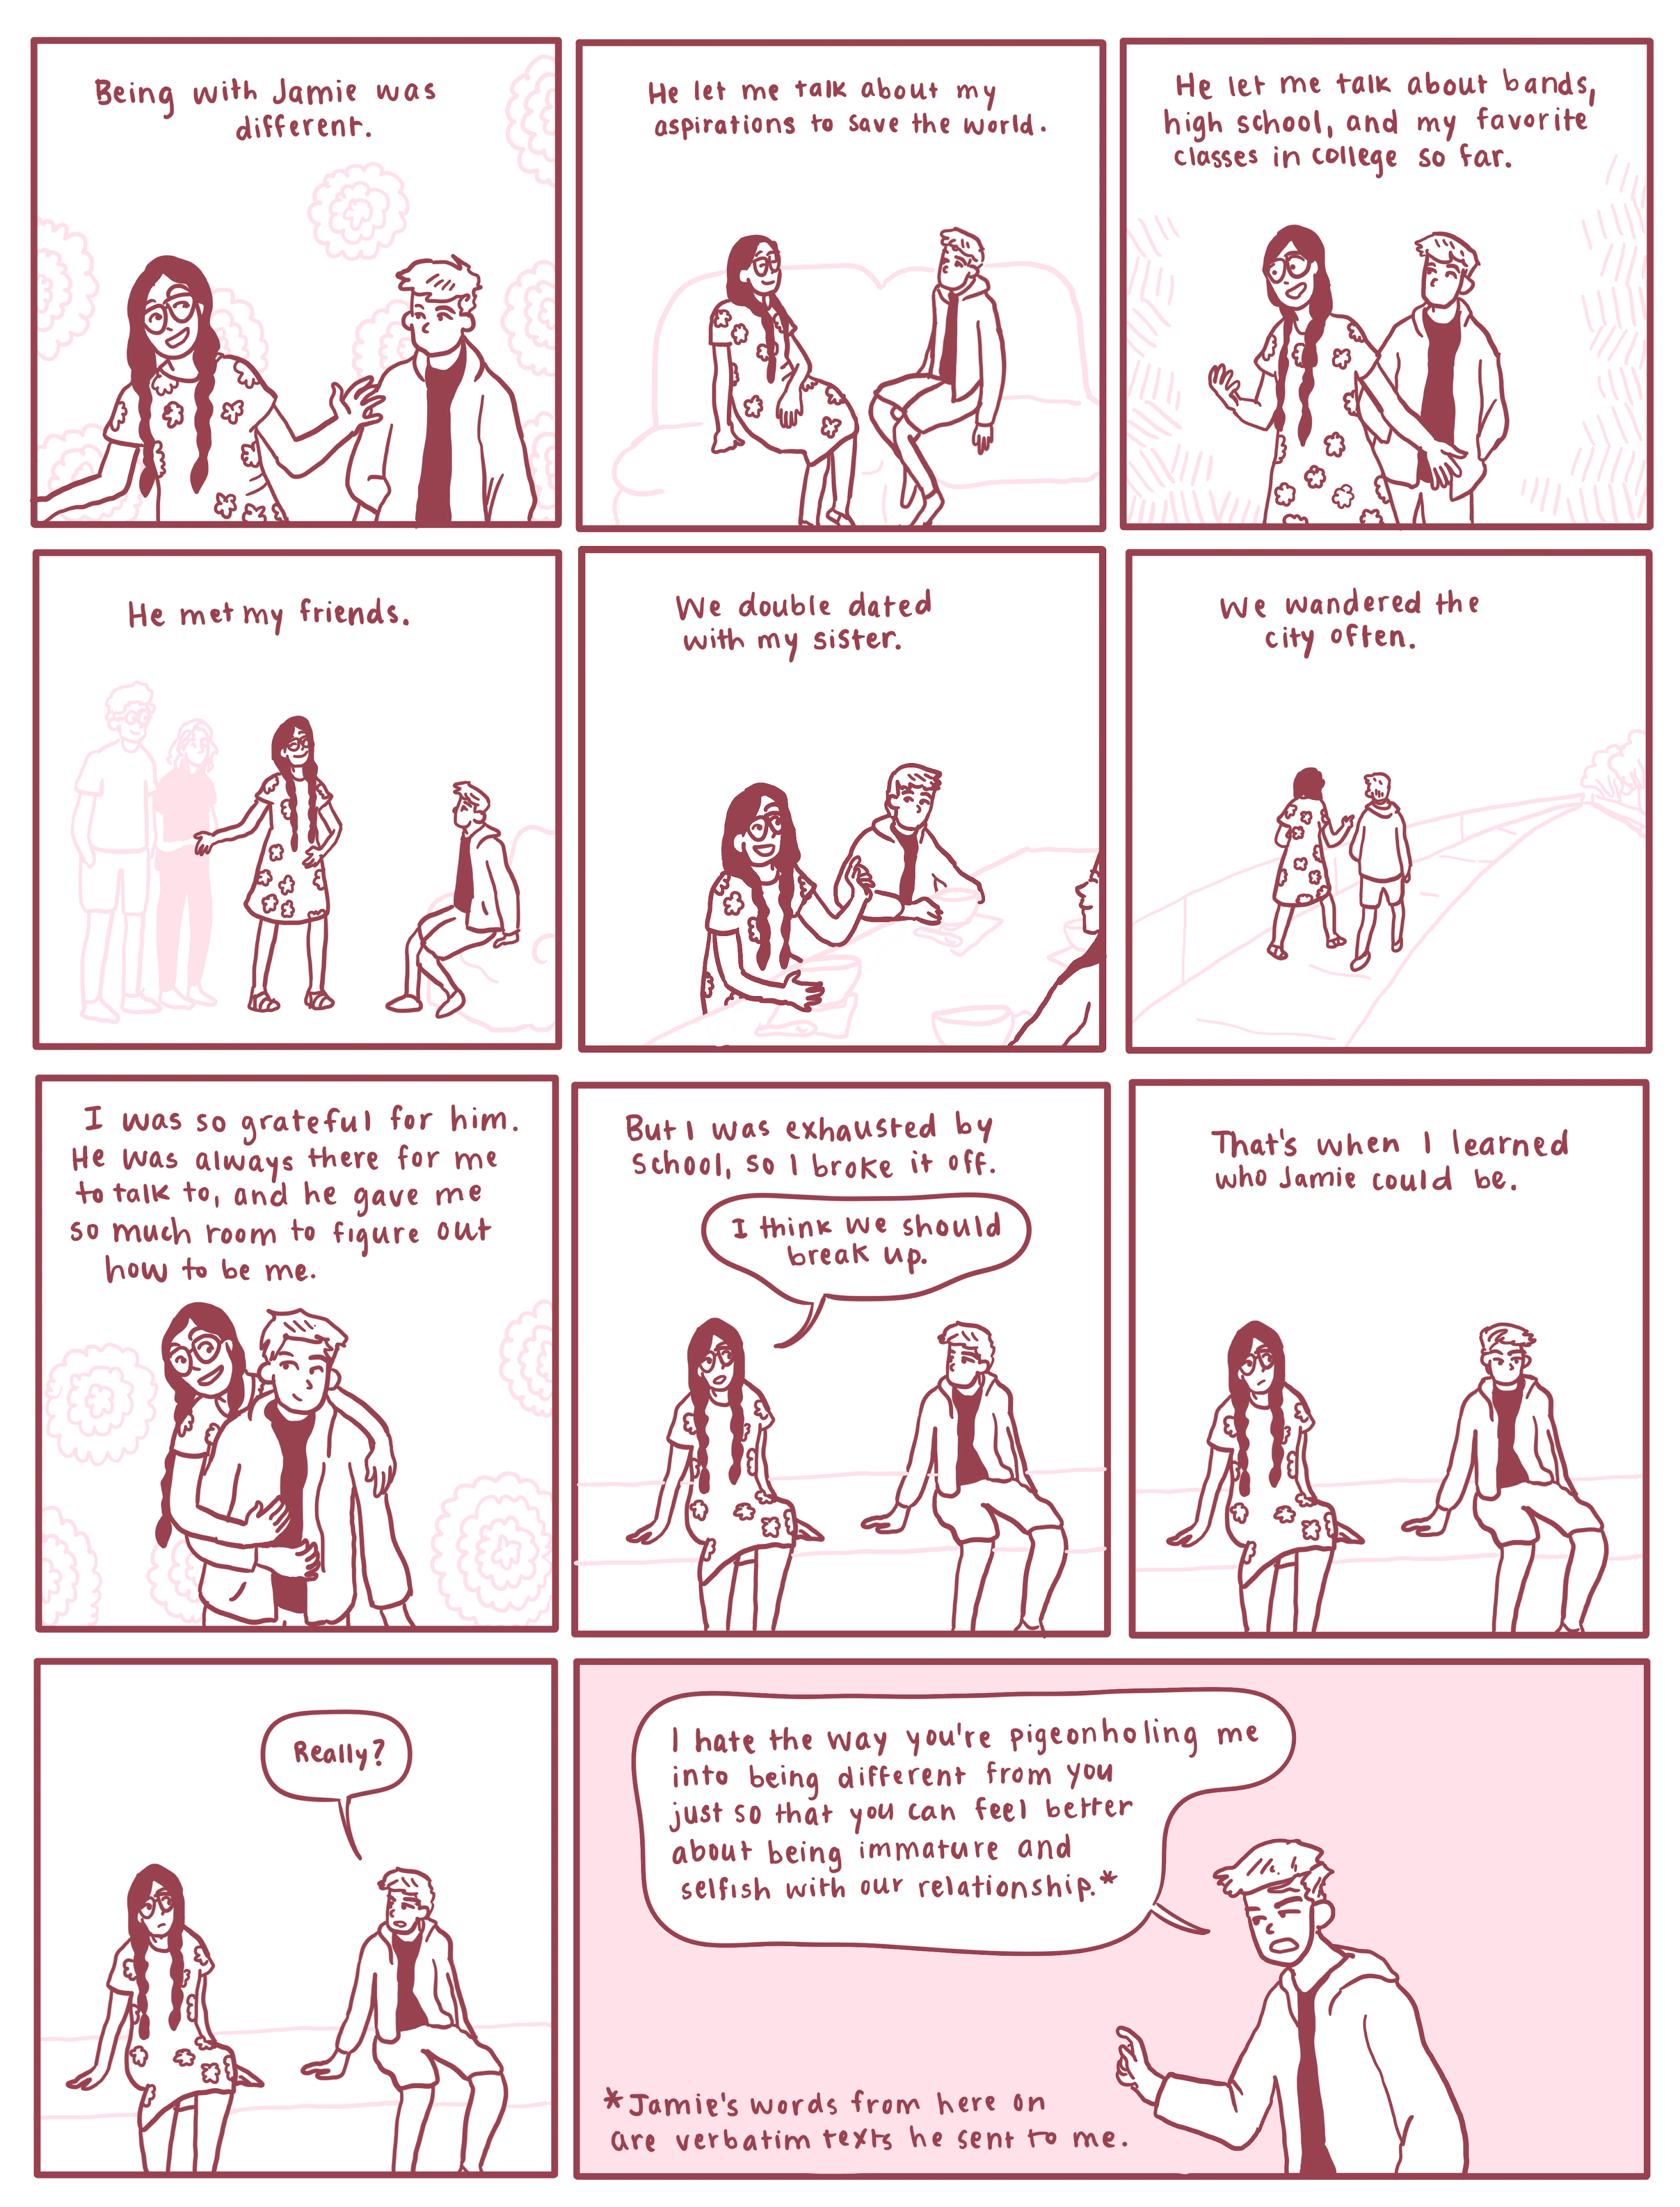 Being with Jamie was
different.
He let me talk about my
aspirations to save the world.
He let me talk about bands,
high school, and my favorite
classes in college so far.
He met my friends.
We double dated
with my sister.
We wandered the
city often.
I was so grateful for him.
He was always there for me
to talk to, and he gave me
so much room to figure out
how to be me.
But I was exhausted by
school, so I broke it off.
I think we should
break up.
That's when I learned
who Jamie could be.
Really?
I hate the way you're pigeonholing me
into being different from you
just so that you can feel better
about being immature and
selfish with our relationship.*
*Jamie's words from here on
are verbatim texts he sent to me.